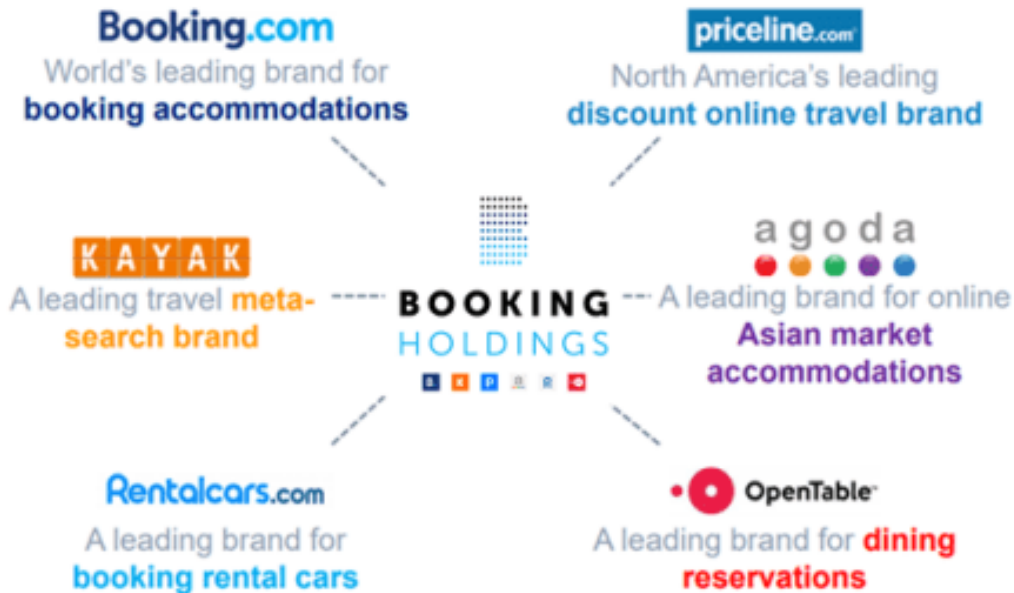 Booking.com
World's leading brand for
booking accommodations
priceline.com
North America's leading
discount online travel brand
KAYAK
A leading travel meta-
search brand
BOOKING
HOLDINGS
agoda
A leading brand for online
Asian market
accommodations
Rentalcars.com
A leading brand for
booking rental cars
OpenTable
A leading brand for dining
reservations